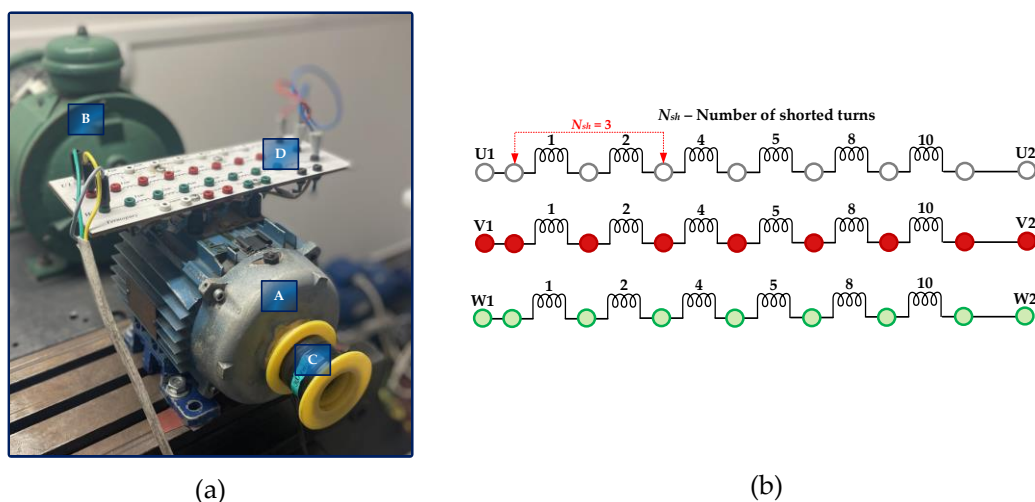 B
D
A
C
(a)
Nsh – Number of shorted turns
Nsh = 3
1 2 4 5 8 10
U1 U2
1 2 4 5 8 10
V1 V2
1 2 4 5 8 10
W1 W2
(b)